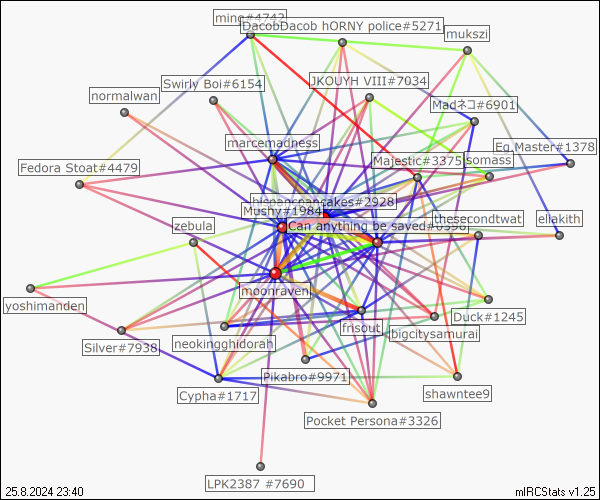 ming#4742
DacobDacob hORNY police#5271
mukszi
Swirly Boi#6154
JKOUYH VIII#7034
normalwan
Madネコ#6901
marcemadness
Eg.Master#1378
Fedora Stoat#4479
Majestic#3375
somass
hispanicpancakes#2928
Mushy#1984
Can anything be saved#0398
thesecondtwat
ellakith
zebula
moonraven
yoshimanden
frisout
Duck#1245
bigcitysamurai
Silver#7938
neokingghidorah
Pikabro#9971
Cypha#1717
shawntee9
Pocket Persona#3326
LPK2387 #7690
25.8.2024 23:40
mIRCStats v1.25